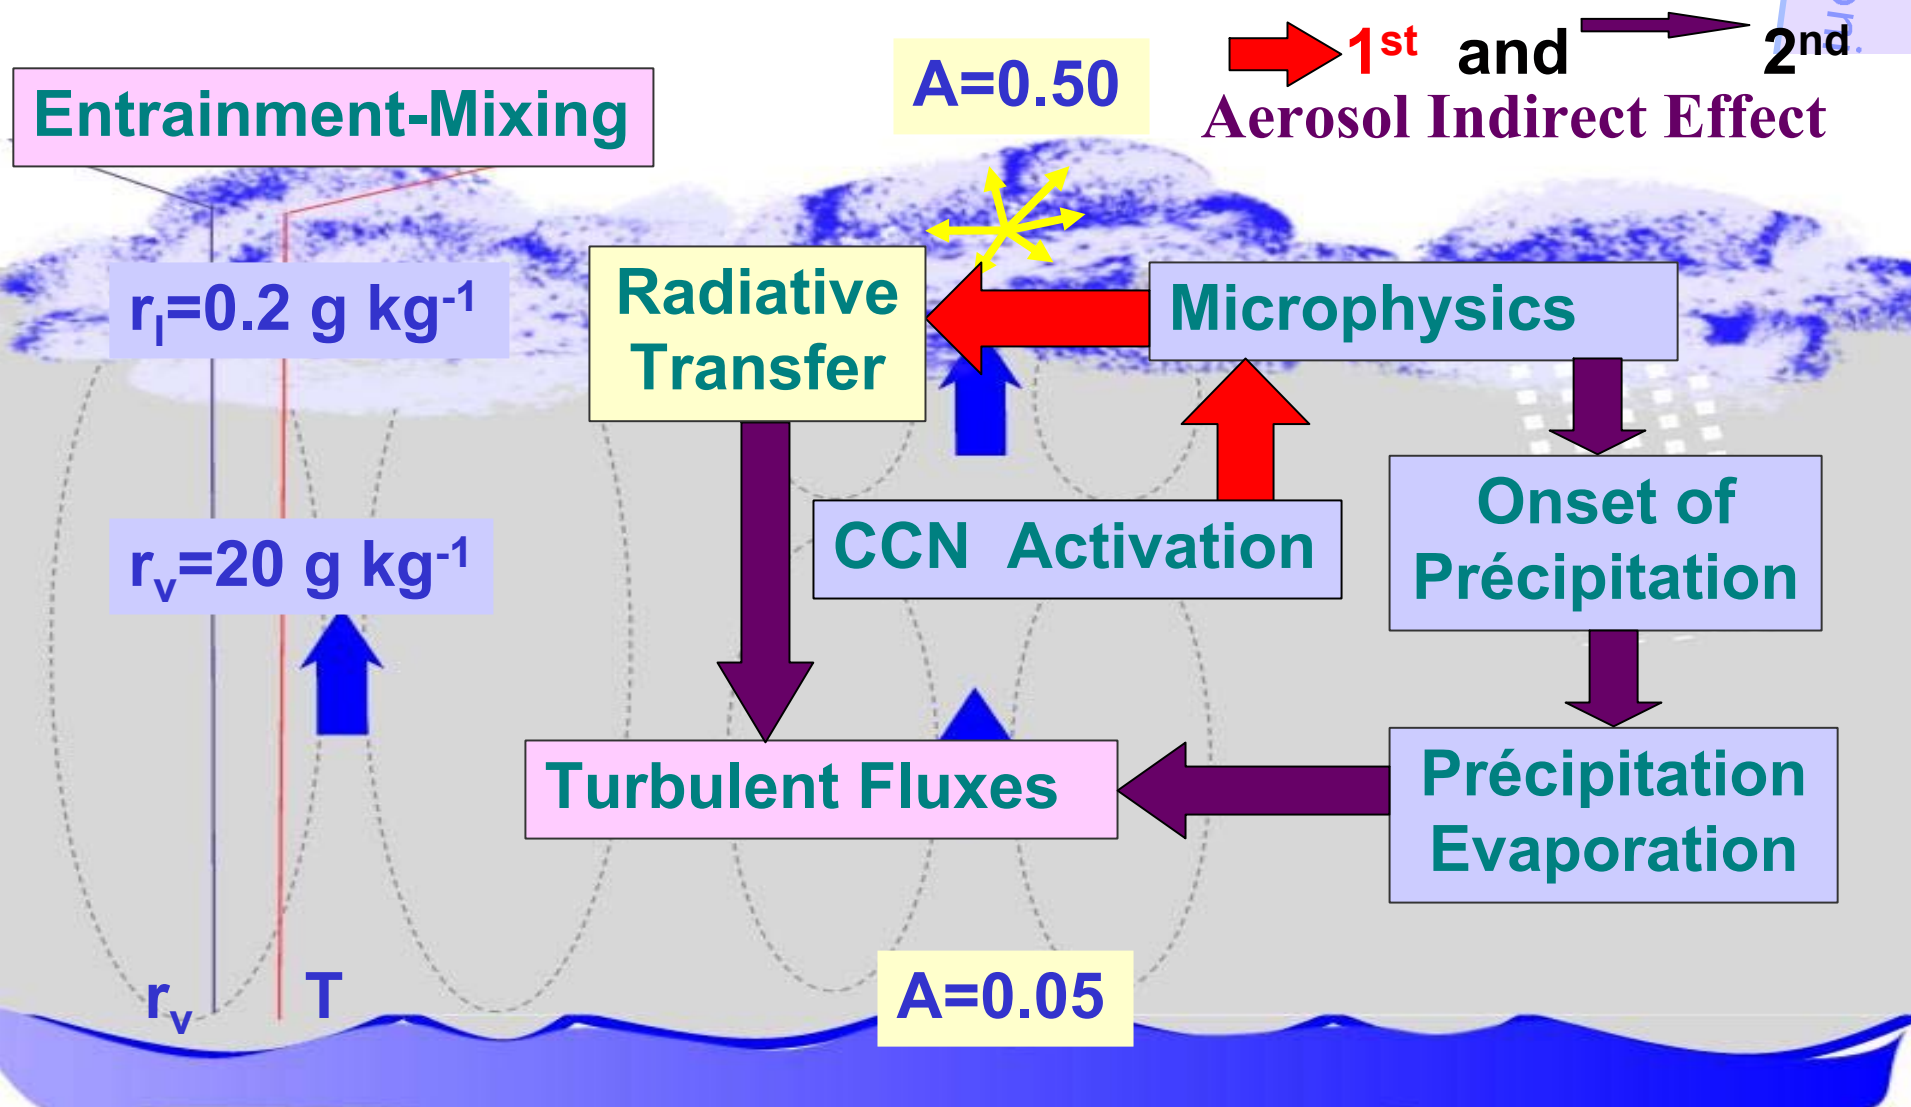 1st and 2nd
Aerosol Indirect Effect
A=0.50
Entrainment-Mixing
rl=0.2 g kg-1
Radiative
Transfer
Microphysics
rv=20 g kg-1
CCN Activation
Onset of
Précipitation
Turbulent Fluxes
Précipitation
Evaporation
rv T
A=0.05